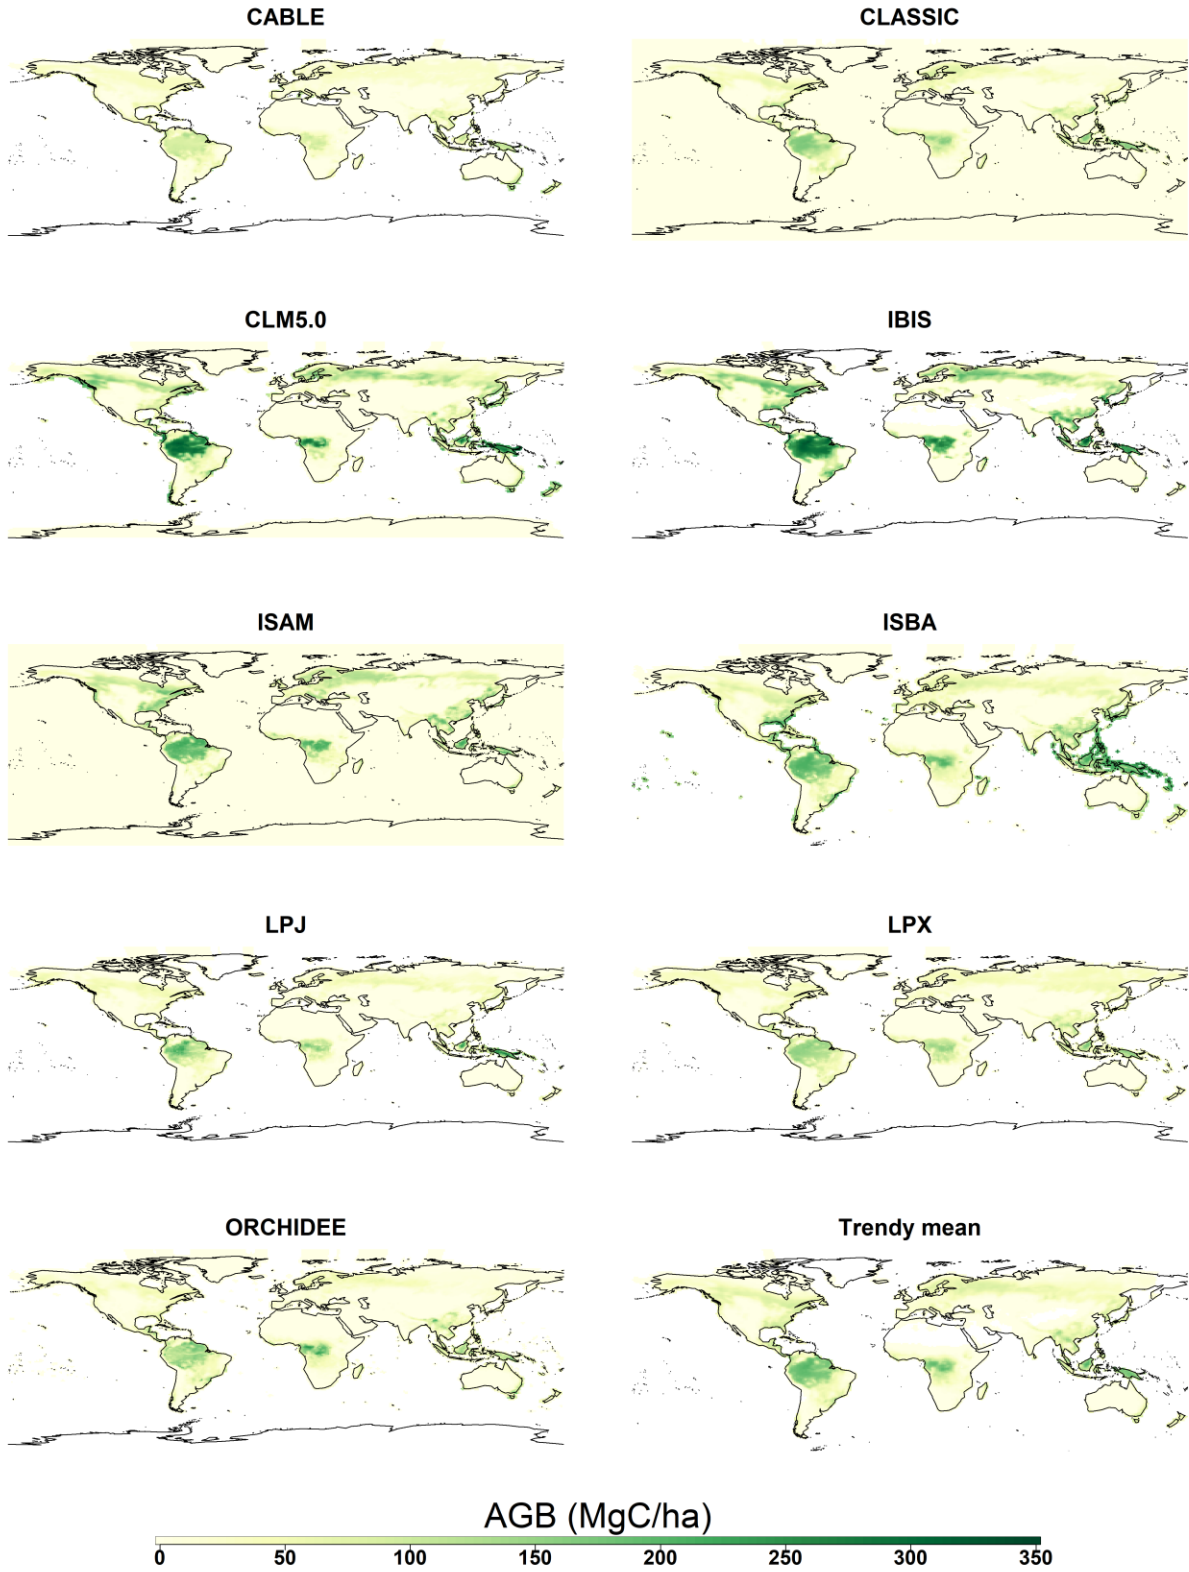 CABLE
CLASSIC
CLM5.0
IBIS
ISAM
ISBA
LPJ
LPX
ORCHIDEE
Trendy mean
AGB (MgC/ha)
0 50 100 150 200 250 300 350